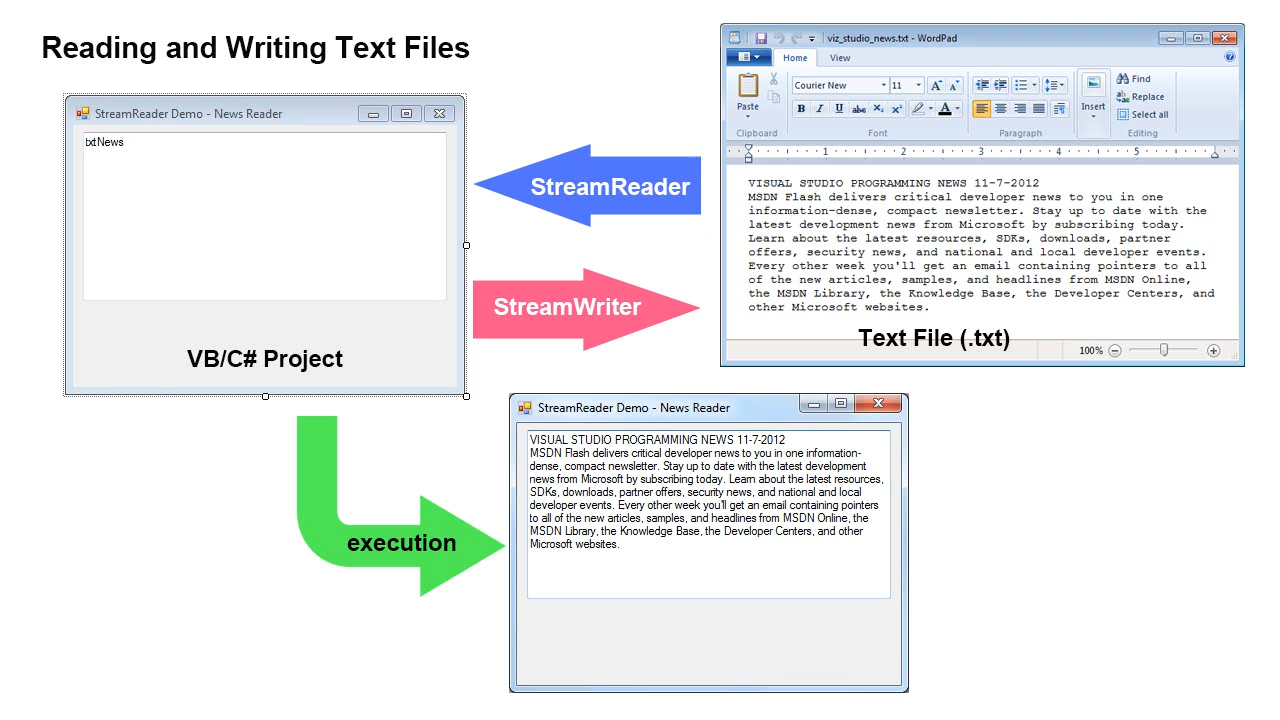 Reading and Writing Text Files
StreamReader Demo - News Reader
txtNews
VB/C# Project
StreamReader
StreamWriter
viz_studio_news.txt - WordPad
Home View
Paste
Clipboard
Courier New 11
B I U abc X₂ X²
A A
A
Font
Paragraph
Insert
Find
Replace
Select all
Editing
1 2 3 4 5
VISUAL STUDIO PROGRAMMING NEWS 11-7-2012
MSDN Flash delivers critical developer news to you in one
information-dense, compact newsletter. Stay up to date with the
latest development news from Microsoft by subscribing today.
Learn about the latest resources, SDKs, downloads, partner
offers, security news, and national and local developer events.
Every other week you'll get an email containing pointers to all
of the new articles, samples, and headlines from MSDN Online,
the MSDN Library, the Knowledge Base, the Developer Centers, and
other Microsoft websites.
Text File (.txt)
100%
execution
StreamReader Demo - News Reader
VISUAL STUDIO PROGRAMMING NEWS 11-7-2012
MSDN Flash delivers critical developer news to you in one information-
dense, compact newsletter. Stay up to date with the latest development
news from Microsoft by subscribing today. Learn about the latest resources,
SDKs, downloads, partner offers, security news, and national and local
developer events. Every other week you'll get an email containing pointers
to all of the new articles, samples, and headlines from MSDN Online, the
MSDN Library, the Knowledge Base, the Developer Centers, and other
Microsoft websites.